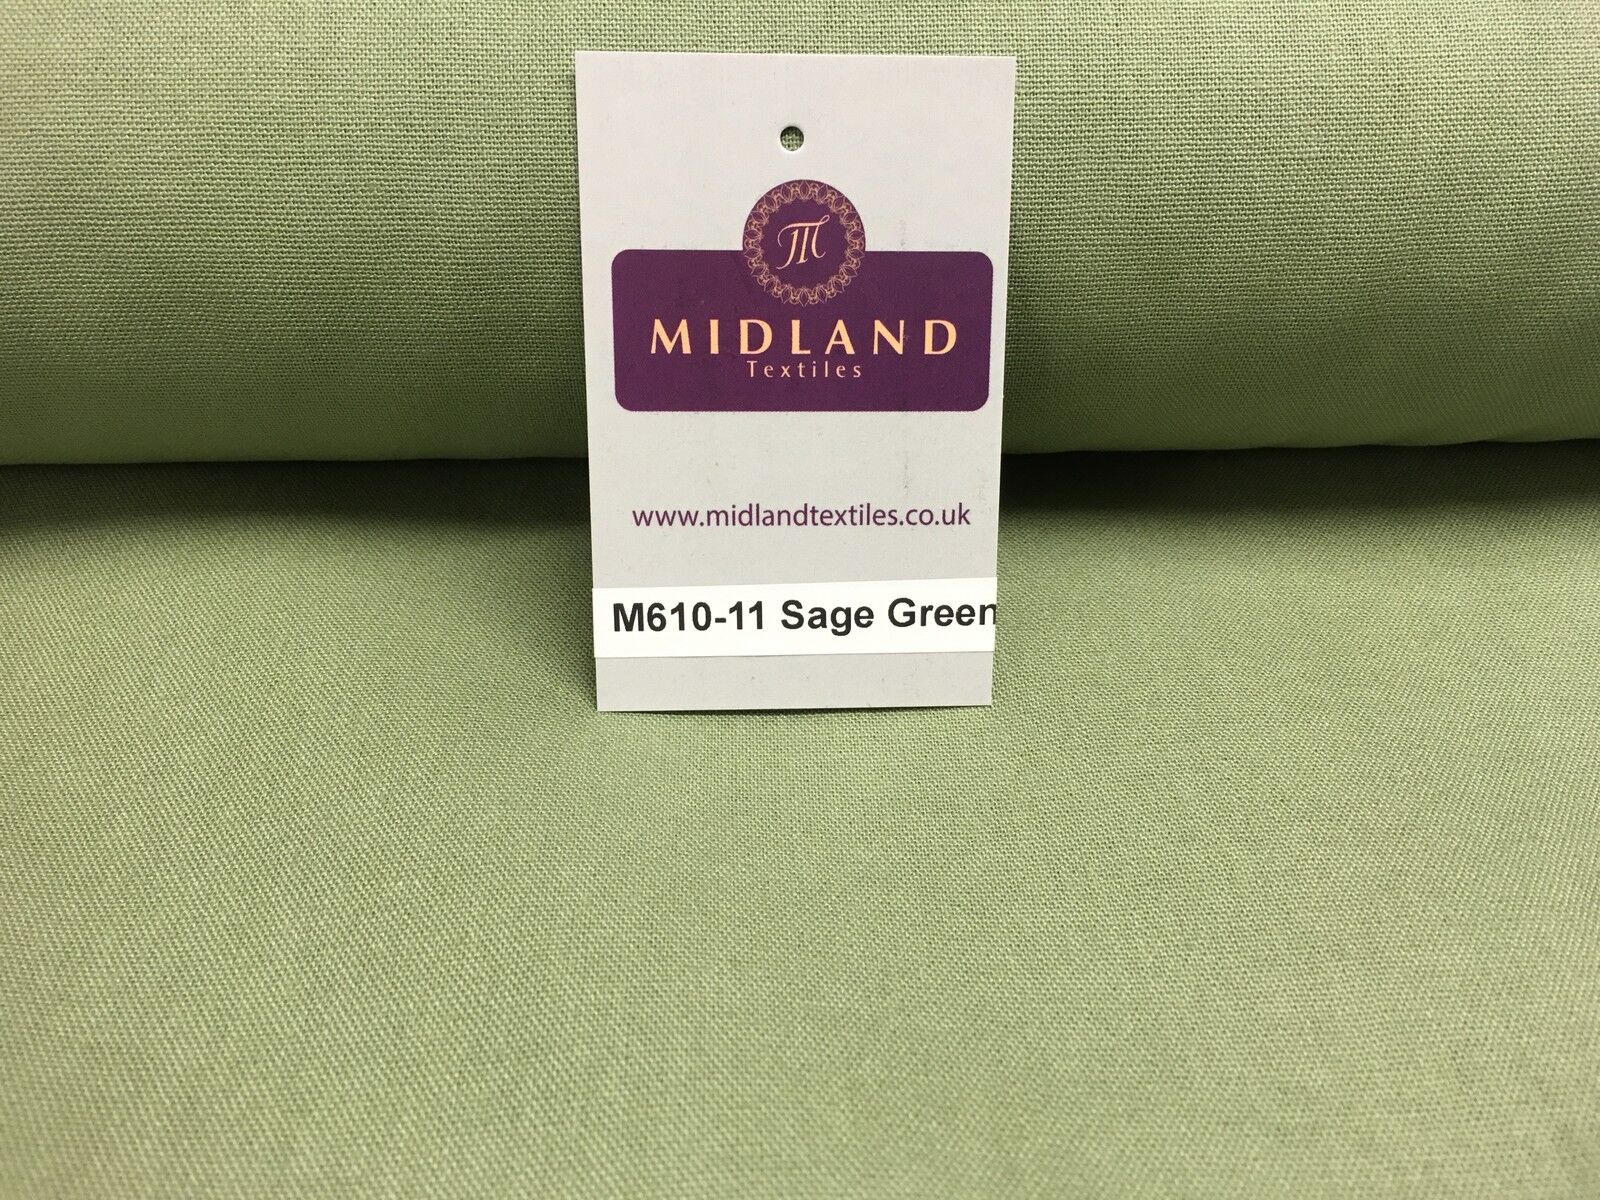 M
MIDLAND
Textiles
www.midlandtextiles.co.uk
M610-11 Sage Green